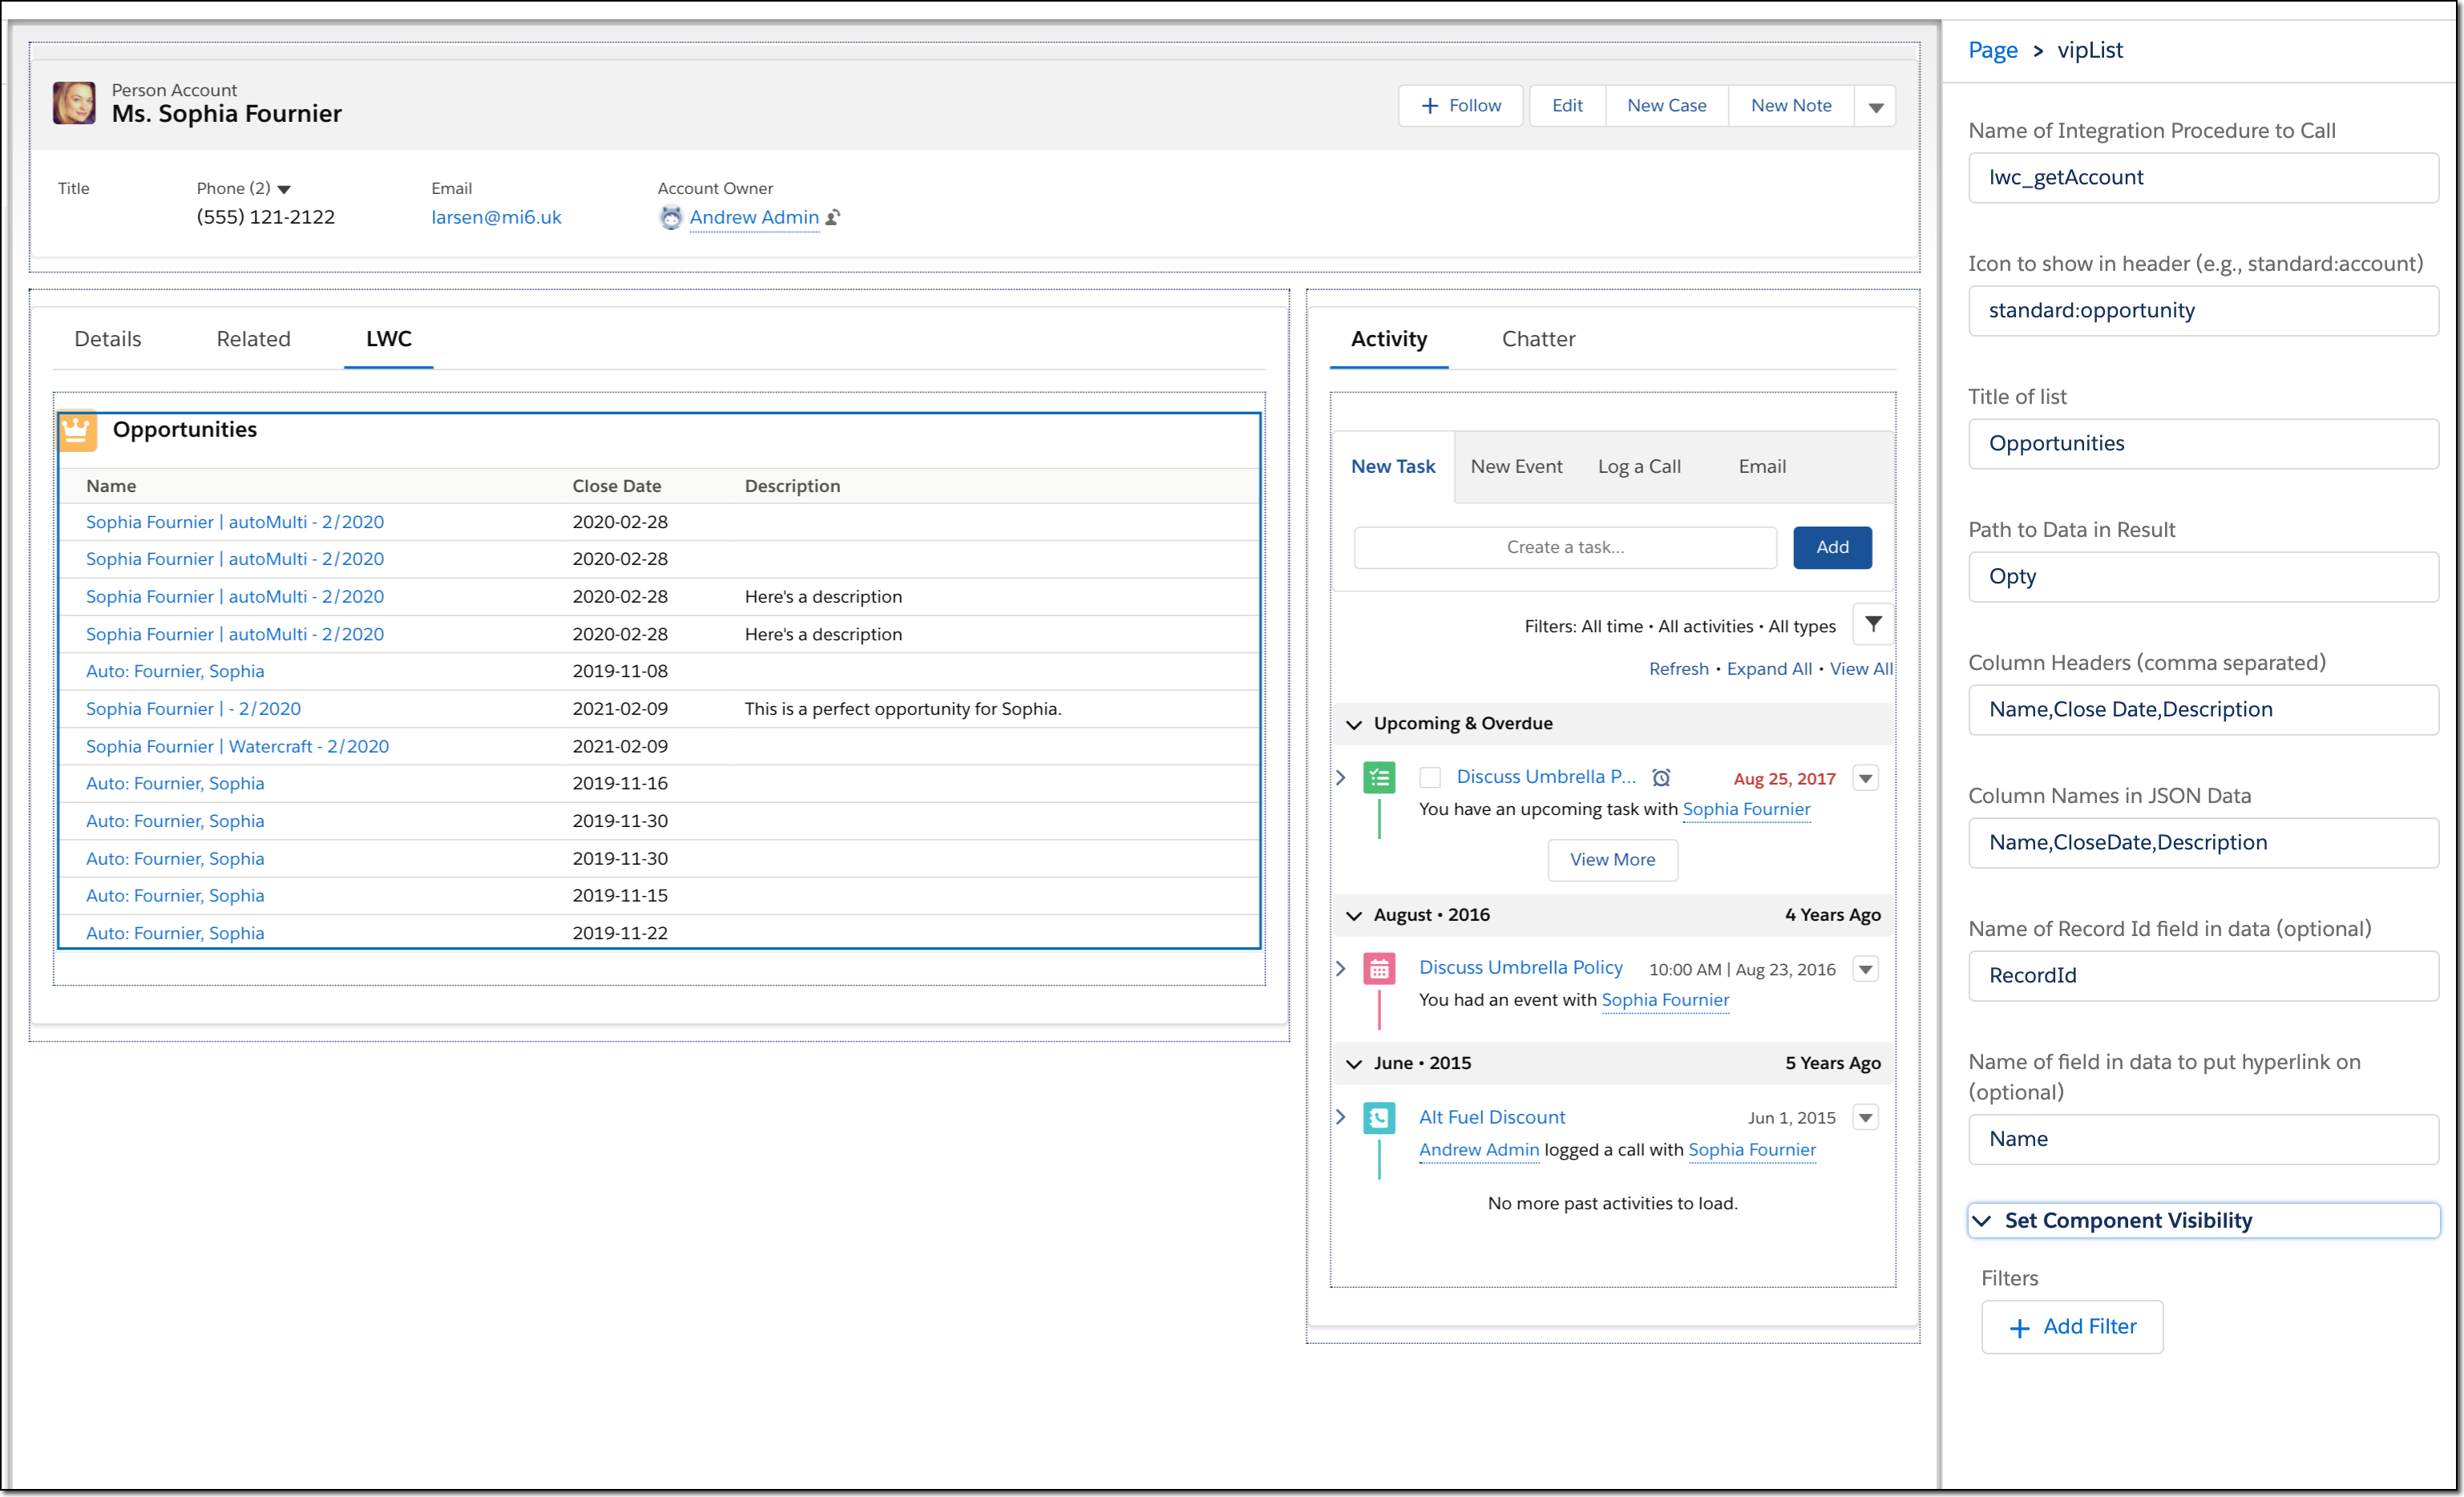 Person Account
Ms. Sophia Fournier
+ Follow
Edit
New Case
New Note
Title
Phone (2)
Email
Account Owner
(555) 121-2122
larsen@mi6.uk
Andrew Admin
Details
Related
LWC
Opportunities
Name Close Date Description
Sophia Fournier | autoMulti - 2/2020 2020-02-28
Sophia Fournier | autoMulti - 2/2020 2020-02-28
Sophia Fournier | autoMulti - 2/2020 2020-02-28 Here's a description
Sophia Fournier | autoMulti - 2/2020 2020-02-28 Here's a description
Auto: Fournier, Sophia 2019-11-08
Sophia Fournier | - 2/2020 2021-02-09 This is a perfect opportunity for Sophia.
Sophia Fournier | Watercraft - 2/2020 2021-02-09
Auto: Fournier, Sophia 2019-11-16
Auto: Fournier, Sophia 2019-11-30
Auto: Fournier, Sophia 2019-11-30
Auto: Fournier, Sophia 2019-11-15
Auto: Fournier, Sophia 2019-11-22
Activity
Chatter
New Task
New Event
Log a Call
Email
Create a task...
Add
Filters: All time • All activities • All types
Refresh • Expand All • View All
Upcoming & Overdue
Discuss Umbrella P... Aug 25, 2017
You have an upcoming task with Sophia Fournier
View More
August • 2016 4 Years Ago
Discuss Umbrella Policy 10:00 AM | Aug 23, 2016
You had an event with Sophia Fournier
June • 2015 5 Years Ago
Alt Fuel Discount Jun 1, 2015
Andrew Admin logged a call with Sophia Fournier
No more past activities to load.
Page > vipList
Name of Integration Procedure to Call
lwc_getAccount
Icon to show in header (e.g., standard:account)
standard:opportunity
Title of list
Opportunities
Path to Data in Result
Opty
Column Headers (comma separated)
Name,Close Date,Description
Column Names in JSON Data
Name,CloseDate,Description
Name of Record Id field in data (optional)
RecordId
Name of field in data to put hyperlink on
(optional)
Name
Set Component Visibility
Filters
+ Add Filter